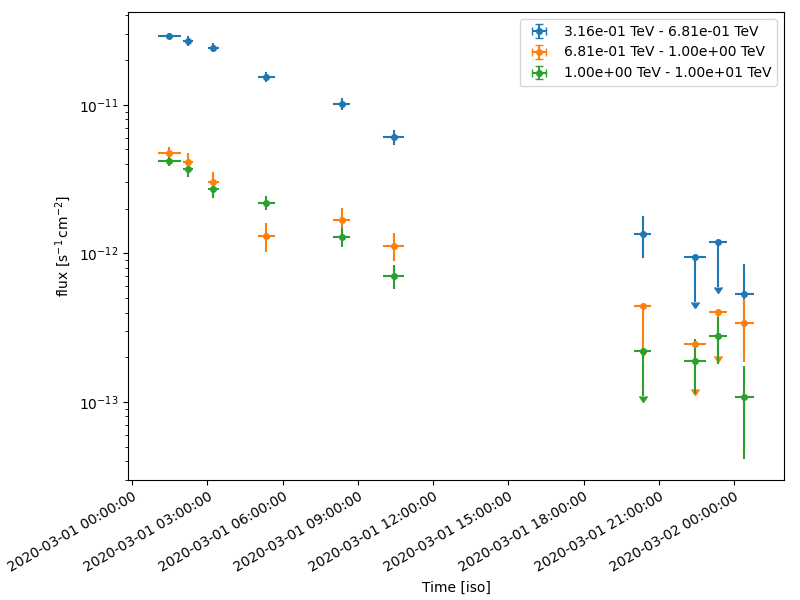 3.16e-01 TeV - 6.81e-01 TeV
6.81e-01 TeV - 1.00e+00 TeV
1.00e+00 TeV - 1.00e+01 TeV
10⁻¹¹
10⁻¹²
10⁻¹³
flux [s⁻¹ cm⁻²]
2020-03-01 00:00:00
2020-03-01 03:00:00
2020-03-01 06:00:00
2020-03-01 09:00:00
2020-03-01 12:00:00
2020-03-01 15:00:00
2020-03-01 18:00:00
2020-03-01 21:00:00
2020-03-02 00:00:00
Time [iso]